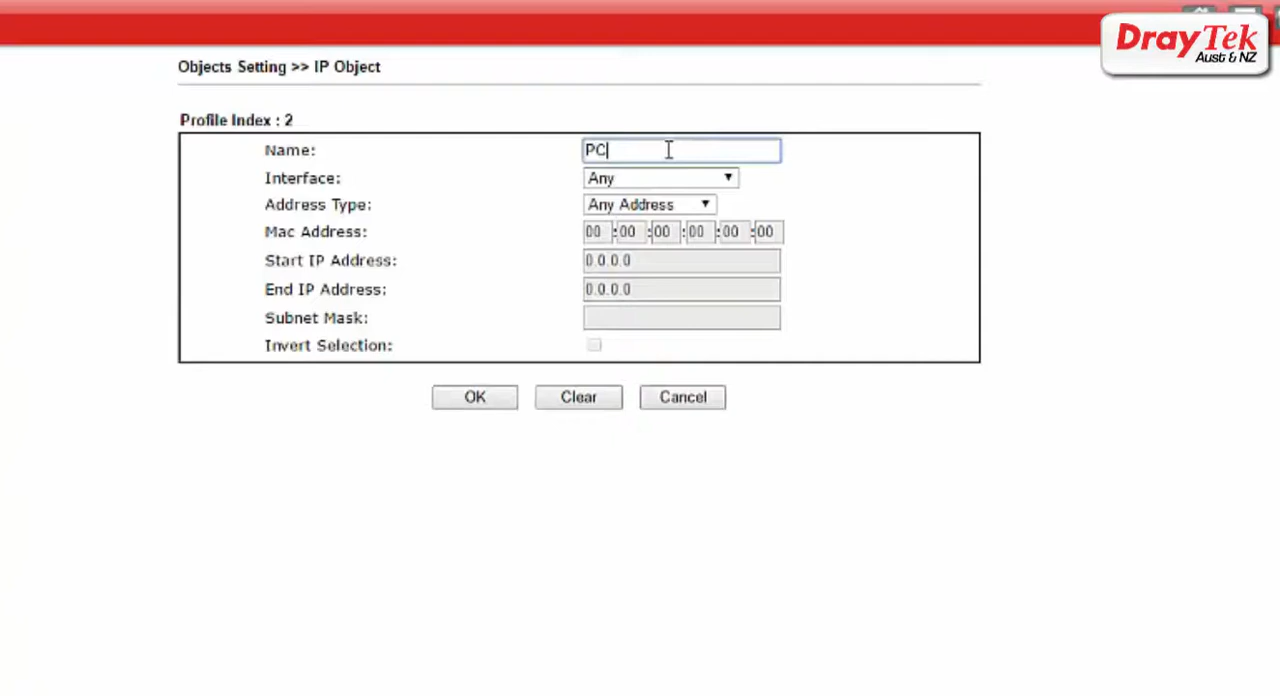 DrayTek
Aust & NZ
Objects Setting >> IP Object
Profile Index : 2
Name: PC
Interface: Any
Address Type: Any Address
Mac Address: 00 :00 :00 :00 :00 :00
Start IP Address: 0.0.0.0
End IP Address: 0.0.0.0
Subnet Mask:
Invert Selection:
OK Clear Cancel